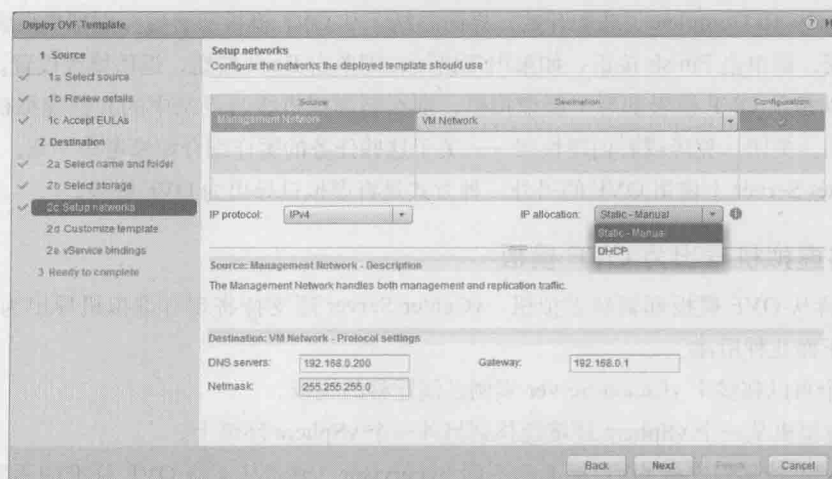 Deploy OVF Template
1 Source
1a Select source
1b Review details
1c Accept EULAs
2 Destination
2a Select name and folder
2b Select storage
2c Setup networks
2d Customize template
2e vService bindings
3 Ready to complete
Setup networks
Configure the networks the deployed template should use
Source Destination Configuration
Management Network VM Network
IP protocol: IPv4 IP allocation: Static - Manual
Static - Manual
DHCP
Source: Management Network - Description
The Management Network handles both management and replication traffic.
Destination: VM Network - Protocol settings
DNS servers: 192.168.0.200 Gateway: 192.168.0.1
Netmask: 255.255.255.0
Back Next Finish Cancel